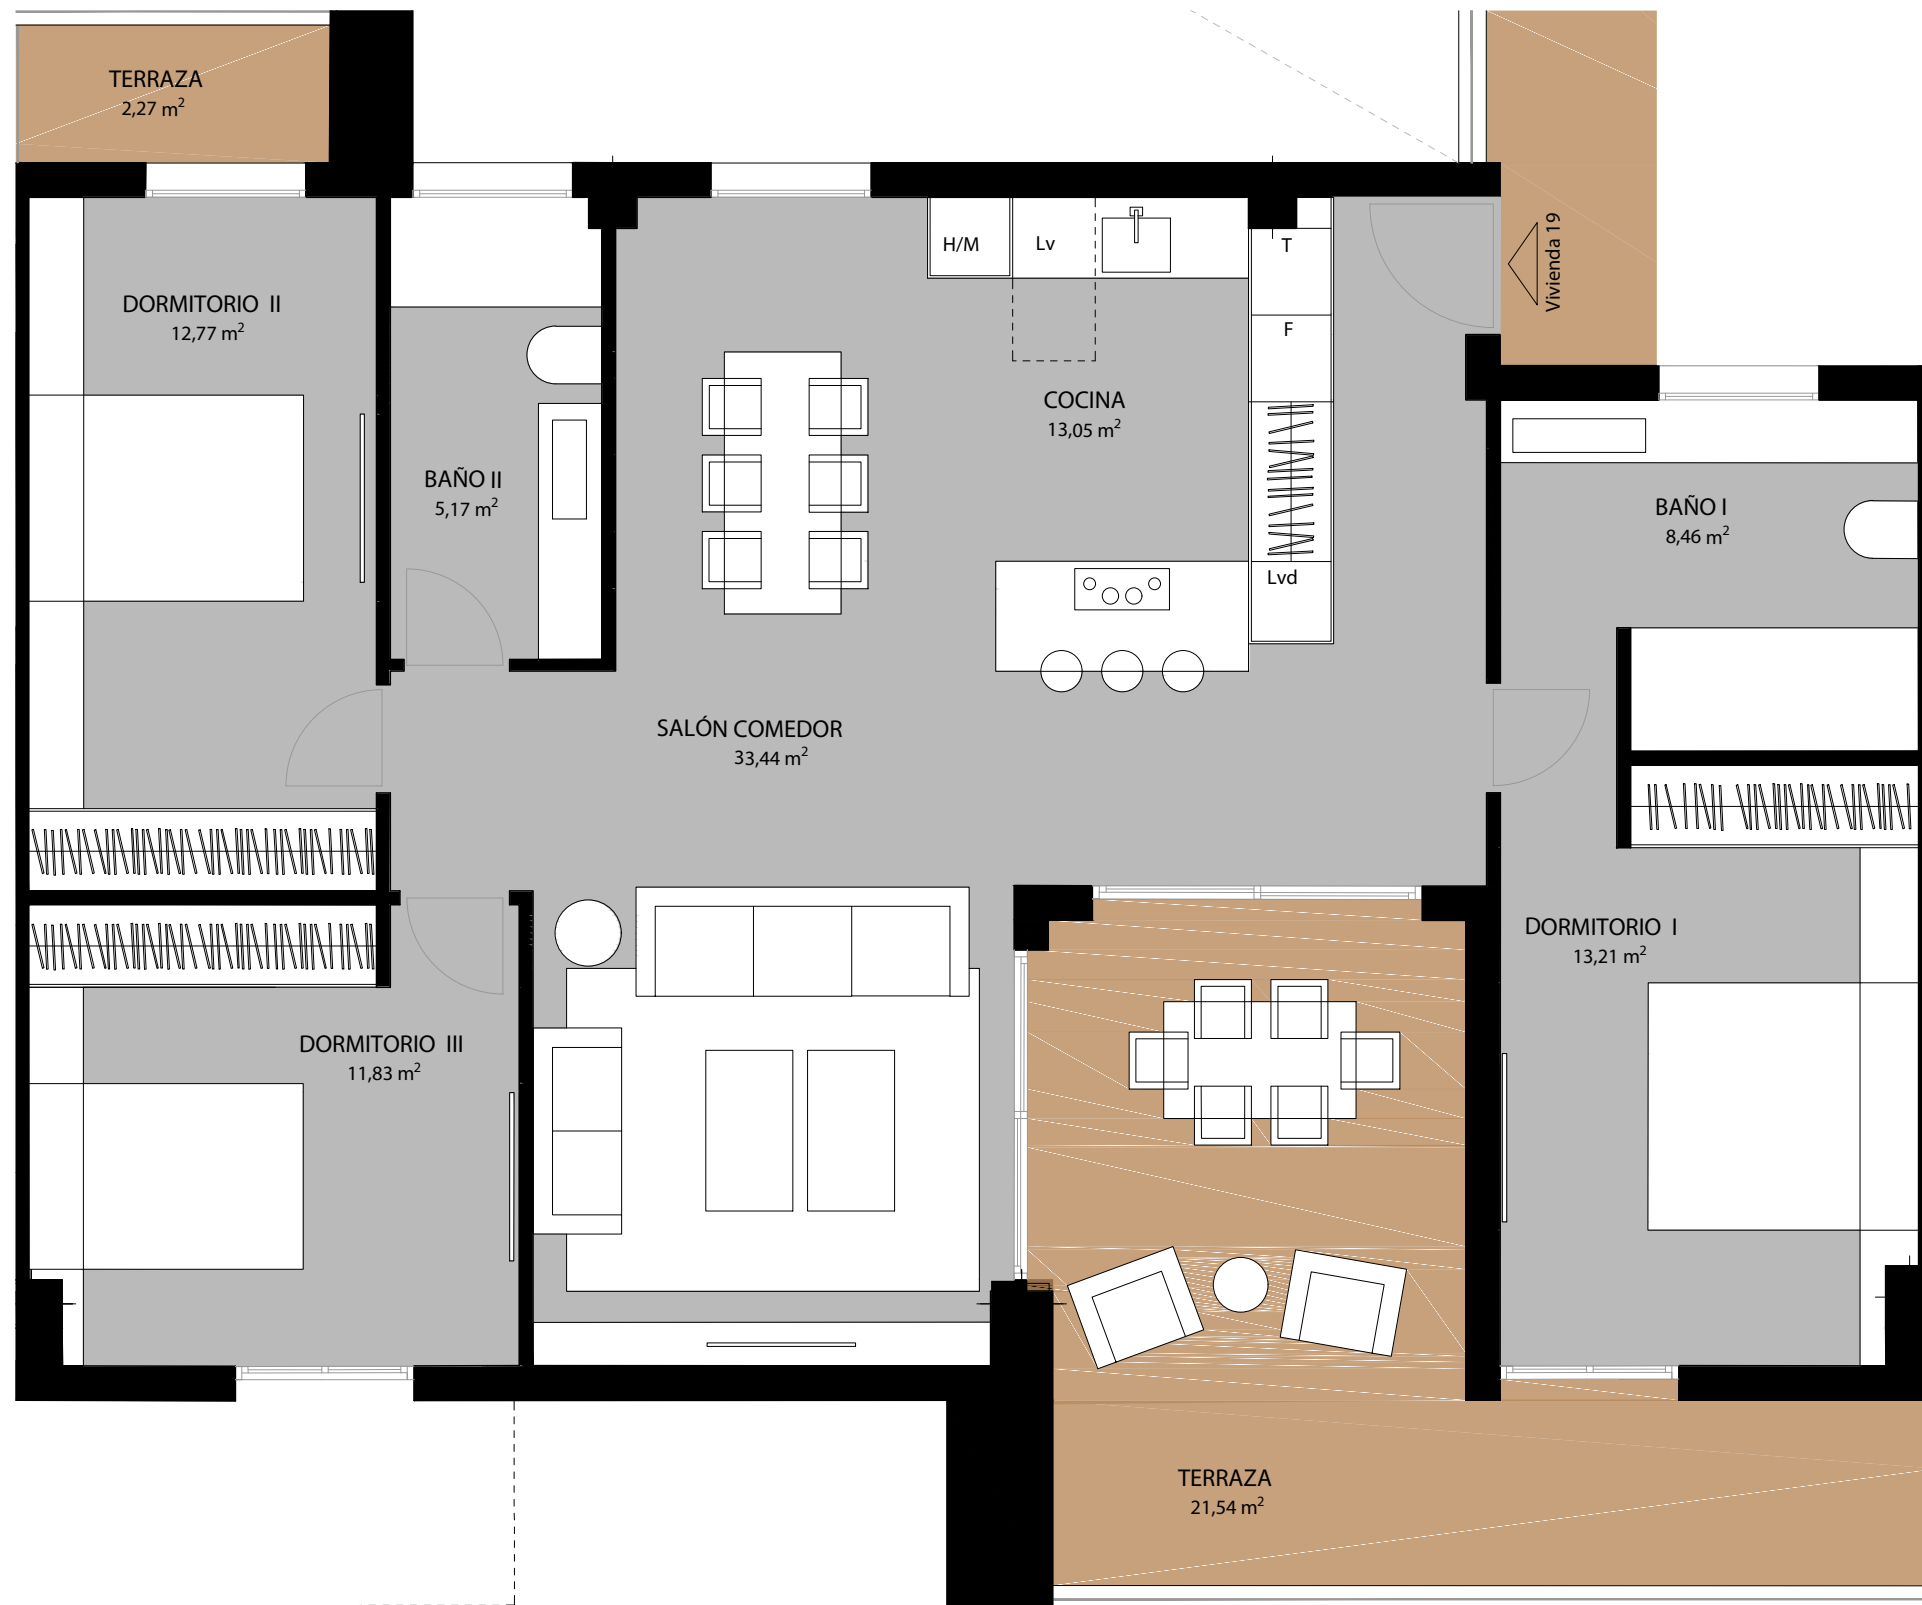 TERRAZA
2,27 m²
Vivienda 19
H/M
Lv
T
F
DORMITORIO II
12,77 m²
COCINA
13,05 m²
BAÑO II
5,17 m²
BAÑO I
8,46 m²
Lvd
SALÓN COMEDOR
33,44 m²
DORMITORIO I
13,21 m²
DORMITORIO III
11,83 m²
TERRAZA
21,54 m²